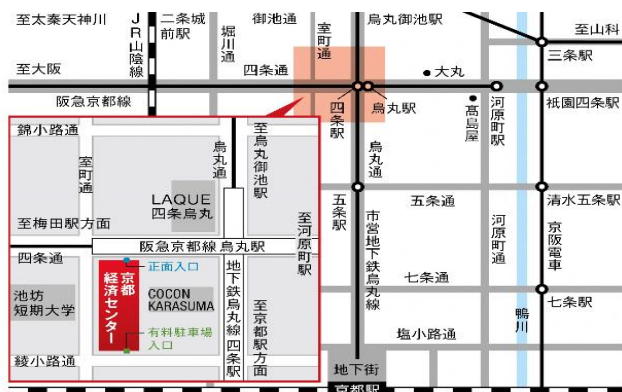 至太秦天神川
JR山陰線
二条城
前駅
堀川通
御池通
室町通
烏丸御池駅
至山科
三条駅
至大阪
四条通
大丸
阪急京都線
四条駅
烏丸駅
髙島屋
河原町駅
祇園四条駅
錦小路通
室町通
烏丸通
至烏丸御池駅
LAQUE
四条烏丸
至梅田駅方面
至河原町駅
阪急京都線 烏丸駅
四条通
正面入口
京都
経済センター
池坊
短期大学
COCON
KARASUMA
地下鉄烏丸線 四条駅
至京都駅方面
有料駐車場
入口
綾小路通
烏丸通
五条駅
五条通
清水五条駅
市営地下鉄烏丸線
河原町通
京阪電車
七条通
七条駅
鴨川
塩小路通
地下街
京都駅